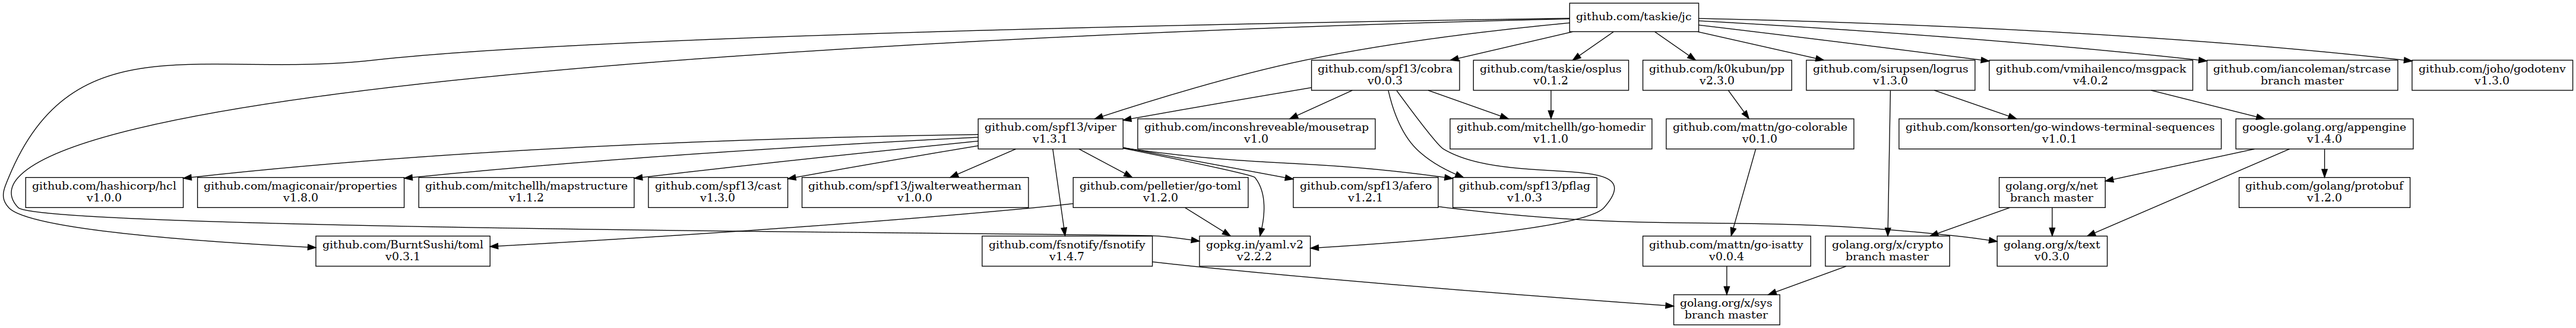 github.com/taskie/jc
github.com/spf13/cobra
v0.0.3
github.com/taskie/osplus
v0.1.2
github.com/k0kubun/pp
v2.3.0
github.com/sirupsen/logrus
v1.3.0
github.com/vmihailenco/msgpack
v4.0.2
github.com/iancoleman/strcase
branch master
github.com/joho/godotenv
v1.3.0
github.com/spf13/viper
v1.3.1
github.com/inconshreveable/mousetrap
v1.0
github.com/mitchellh/go-homedir
v1.1.0
github.com/mattn/go-colorable
v0.1.0
github.com/konsorten/go-windows-terminal-sequences
v1.0.1
google.golang.org/appengine
v1.4.0
github.com/hashicorp/hcl
v1.0.0
github.com/magiconair/properties
v1.8.0
github.com/mitchellh/mapstructure
v1.1.2
github.com/spf13/cast
v1.3.0
github.com/spf13/jwalterweatherman
v1.0.0
github.com/pelletier/go-toml
v1.2.0
github.com/spf13/afero
v1.2.1
github.com/spf13/pflag
v1.0.3
golang.org/x/net
branch master
github.com/golang/protobuf
v1.2.0
github.com/BurntSushi/toml
v0.3.1
github.com/fsnotify/fsnotify
v1.4.7
gopkg.in/yaml.v2
v2.2.2
github.com/mattn/go-isatty
v0.0.4
golang.org/x/crypto
branch master
golang.org/x/text
v0.3.0
golang.org/x/sys
branch master